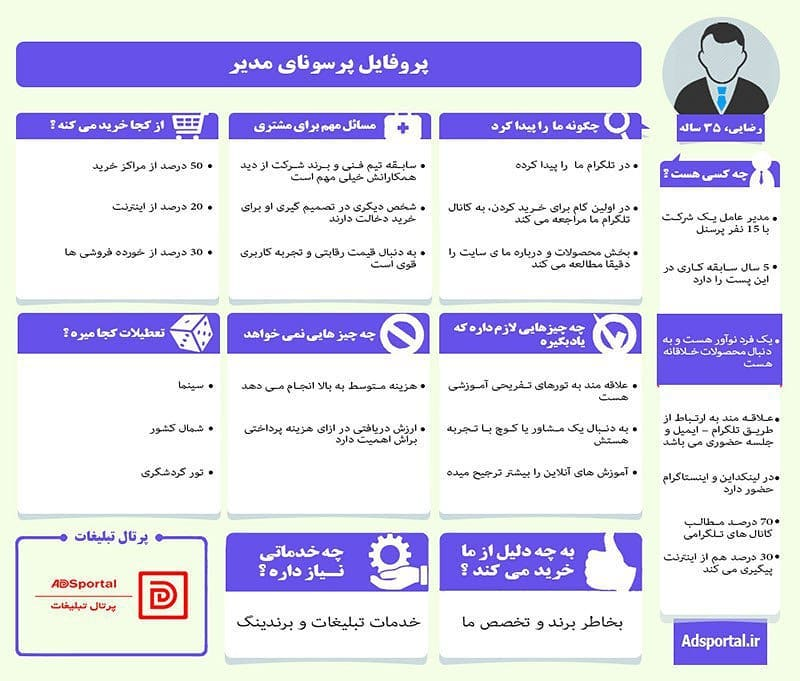 پروفایل پرسونای مدیر
رضایی، ۳۵ ساله
چه کسی هست ؟
مدیر عامل یک شرکت
با 15 نفر پرسنل
5 سال سابقه کاری در
این پست را دارد
یک فرد نوآور هست و به
دنبال محصولات خلاقانه
هست
علاقه مند به ارتباط از
طریق تلگرام - ایمیل و
جلسه حضوری می باشد
در لینکداین و اینستاگرام
حضور دارد
70 درصد مطالب
کانال های تلگرامی
30 درصد هم از اینترنت
پیگیری می کند
Adsportal.ir
چگونه ما را پیدا کرد
در تلگرام ما را پیدا کرده
در اولین گام برای خرید کردن، به کانال
تلگرام ما مراجعه می کند
بخش محصولات و درباره ما ی سایت را
دقیقا مطالعه می کند
مسائل مهم برای مشتری
سابقه تیم فنی و برند شرکت از دید
همکارانش خیلی مهم است
شخص دیگری در تصمیم گیری او برای
خرید دخالت دارند
به دنبال قیمت رقابتی و تجربه کاربری
قوی است
از کجا خرید می کنه ؟
50 درصد از مراکز خرید
20 درصد از اینترنت
30 درصد از خورده فروشی ها
چه چیزهایی لازم داره که
یادبگیره
علاقه مند به تورهای تفریحی آموزشی
هست
به دنبال یک مشاور یا کوچ با تجربه
هستش
آموزش های آنلاین را بیشتر ترجیح میده
چه چیز هایی نمی خواهد
هزینه متوسط به بالا انجام می دهد
ارزش دریافتی در ازای هزینه پرداختی
براش اهمیت دارد
تعطیلات کجا میره ؟
سینما
شمال کشور
تور گردشگری
به چه دلیل از ما
خرید می کند ؟
بخاطر برند و تخصص ما
چه خدماتی
نیاز داره ؟
خدمات تبلیغات و برندینگ
پرتال تبلیغات
ADSportal
پرتال تبلیغات